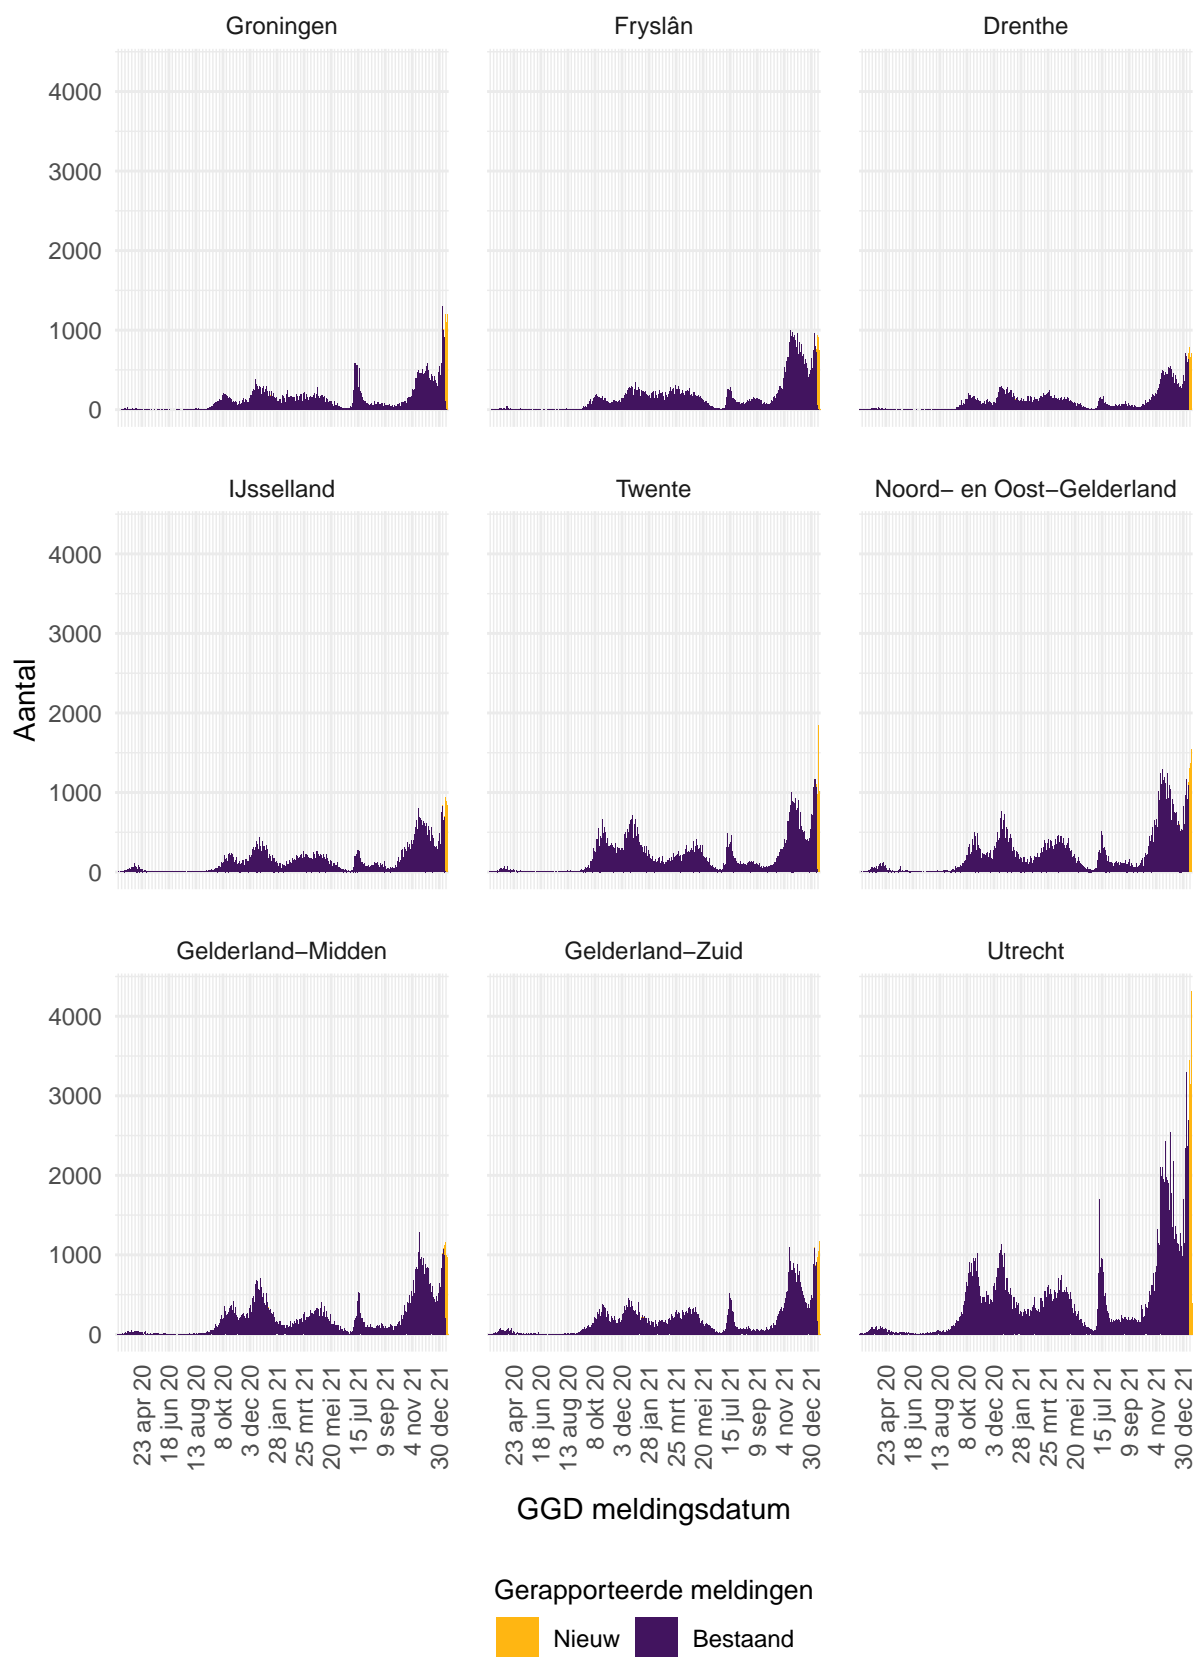 Groningen Fryslân Drenthe
4000
3000
2000
1000
0
IJsselland Twente Noord− en Oost−Gelderland
4000
3000
2000
1000
0
Aantal
Gelderland−Midden Gelderland−Zuid Utrecht
4000
3000
2000
1000
0
23 apr 20 18 jun 20 13 aug 20 8 okt 20 3 dec 20 28 jan 21 25 mrt 21 20 mei 21 15 jul 21 9 sep 21 4 nov 21 30 dec 21
23 apr 20 18 jun 20 13 aug 20 8 okt 20 3 dec 20 28 jan 21 25 mrt 21 20 mei 21 15 jul 21 9 sep 21 4 nov 21 30 dec 21
23 apr 20 18 jun 20 13 aug 20 8 okt 20 3 dec 20 28 jan 21 25 mrt 21 20 mei 21 15 jul 21 9 sep 21 4 nov 21 30 dec 21
GGD meldingsdatum
Gerapporteerde meldingen
Nieuw Bestaand